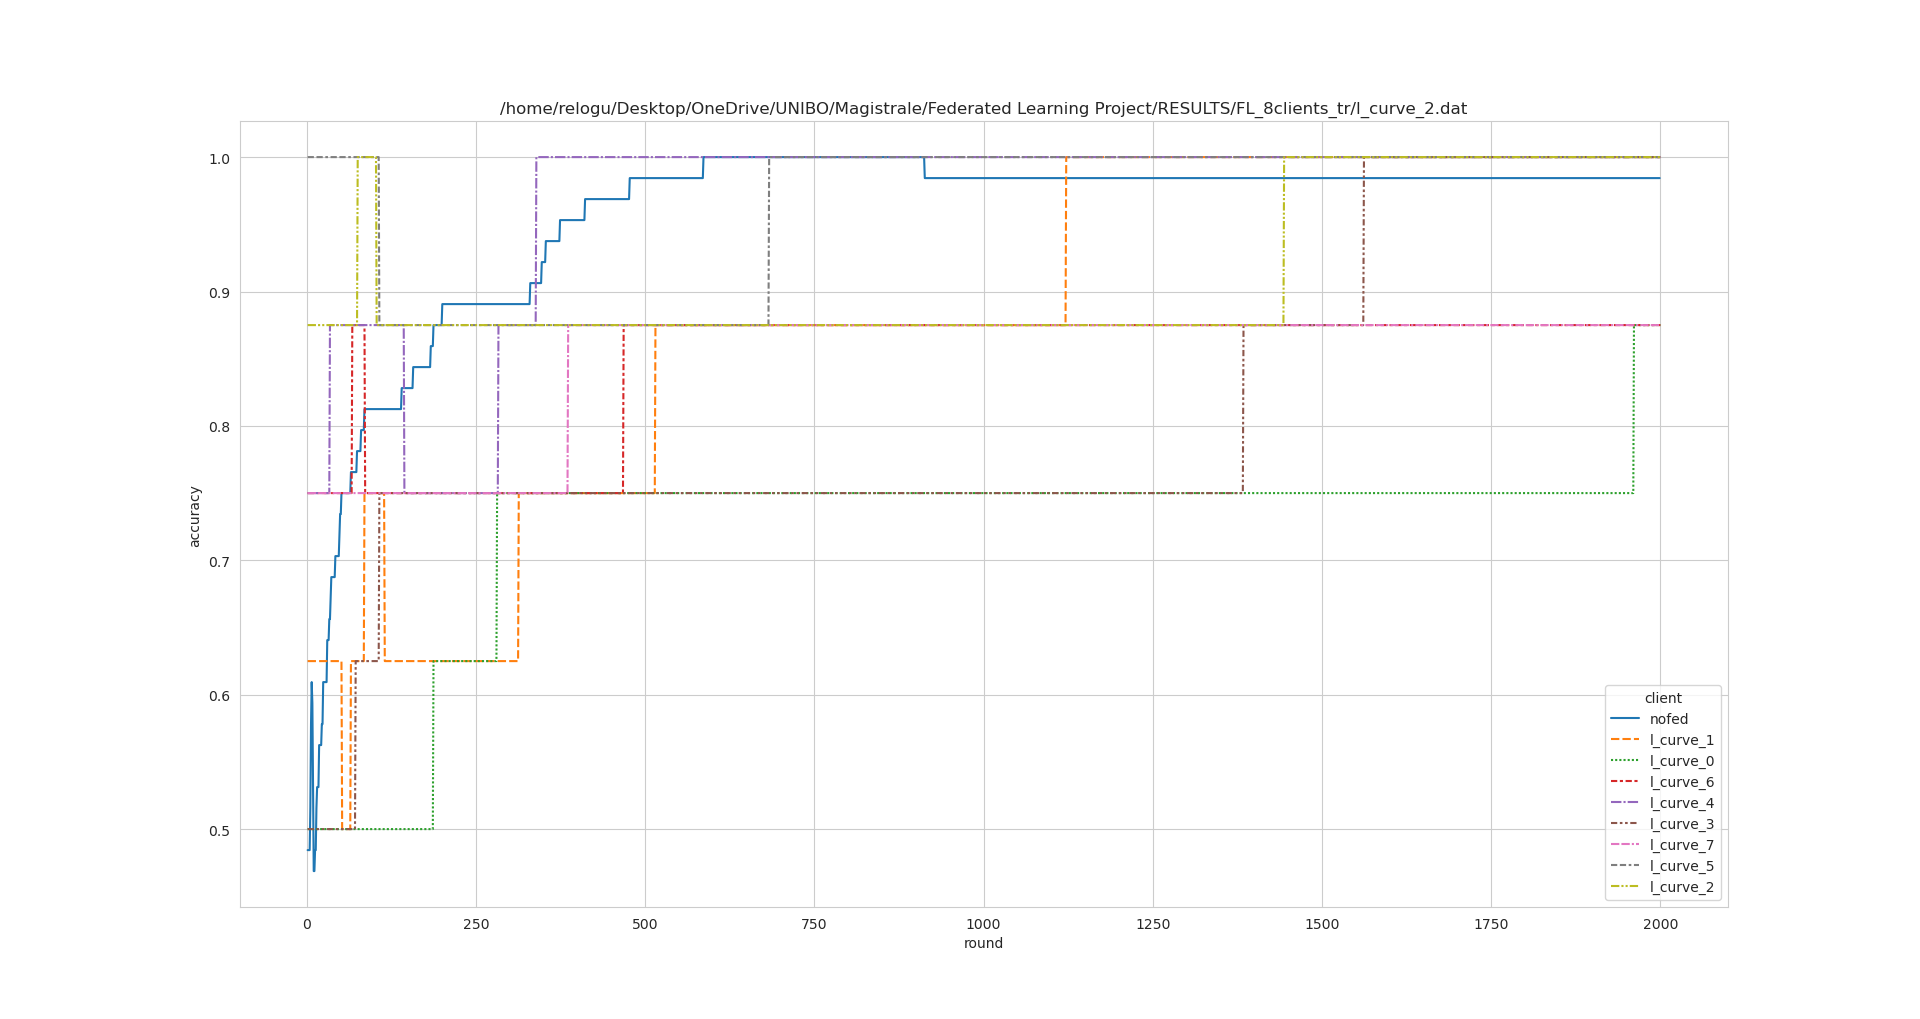 /home/relogu/Desktop/OneDrive/UNIBO/Magistrale/Federated Learning Project/RESULTS/FL_8clients_tr/l_curve_2.dat
1.0
0.9
0.8
0.7
0.6
0.5
accuracy
client
nofed
l_curve_1
l_curve_0
l_curve_6
l_curve_4
l_curve_3
l_curve_7
l_curve_5
l_curve_2
0 250 500 750 1000 1250 1500 1750 2000
round